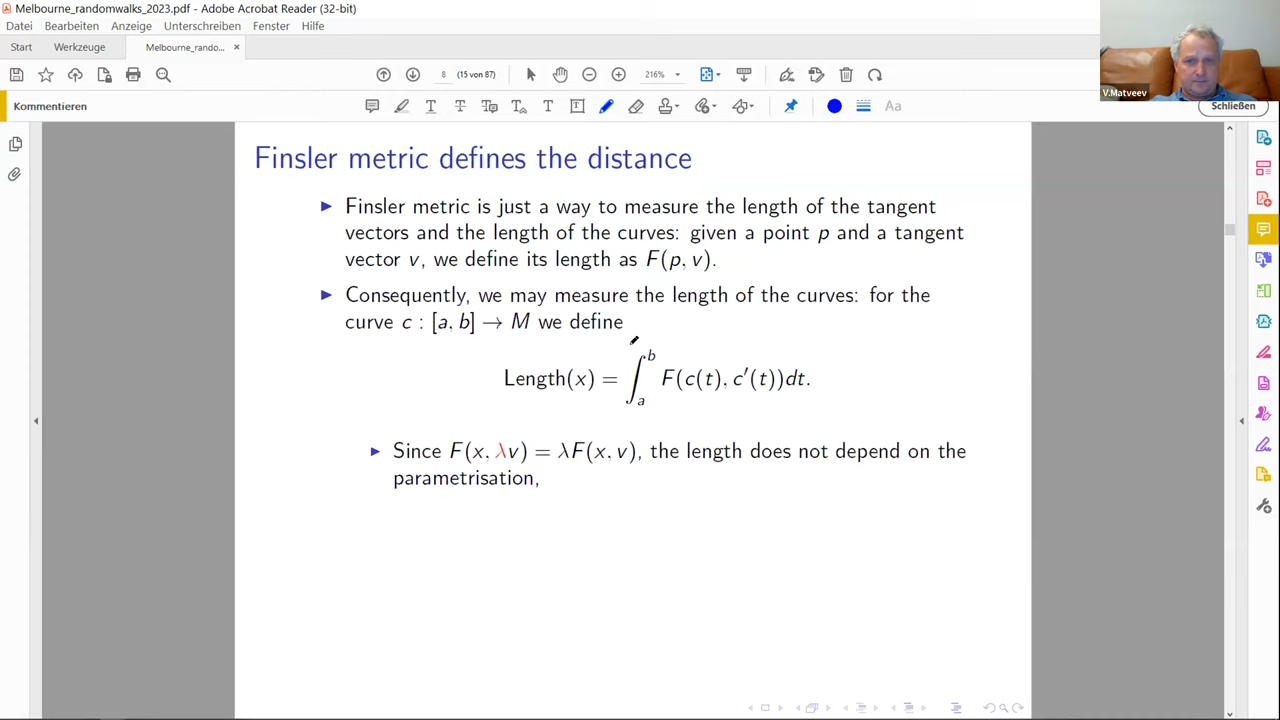 Melbourne_randomwalks_2023.pdf - Adobe Acrobat Reader (32-bit)
Datei Bearbeiten Anzeige Unterschreiben Fenster Hilfe
Start Werkzeuge Melbourne_rando... ×
8 (15 von 87) 216%
Kommentieren
Aa
V.Matveev
Schließen
Finsler metric defines the distance
▶ Finsler metric is just a way to measure the length of the tangent
vectors and the length of the curves: given a point p and a tangent
vector v, we define its length as F(p, v).
▶ Consequently, we may measure the length of the curves: for the
curve c : [a, b] → M we define
Length(x) = ∫_a^b F(c(t), c′(t))dt.
▶ Since F(x, λv) = λF(x, v), the length does not depend on the
parametrisation,